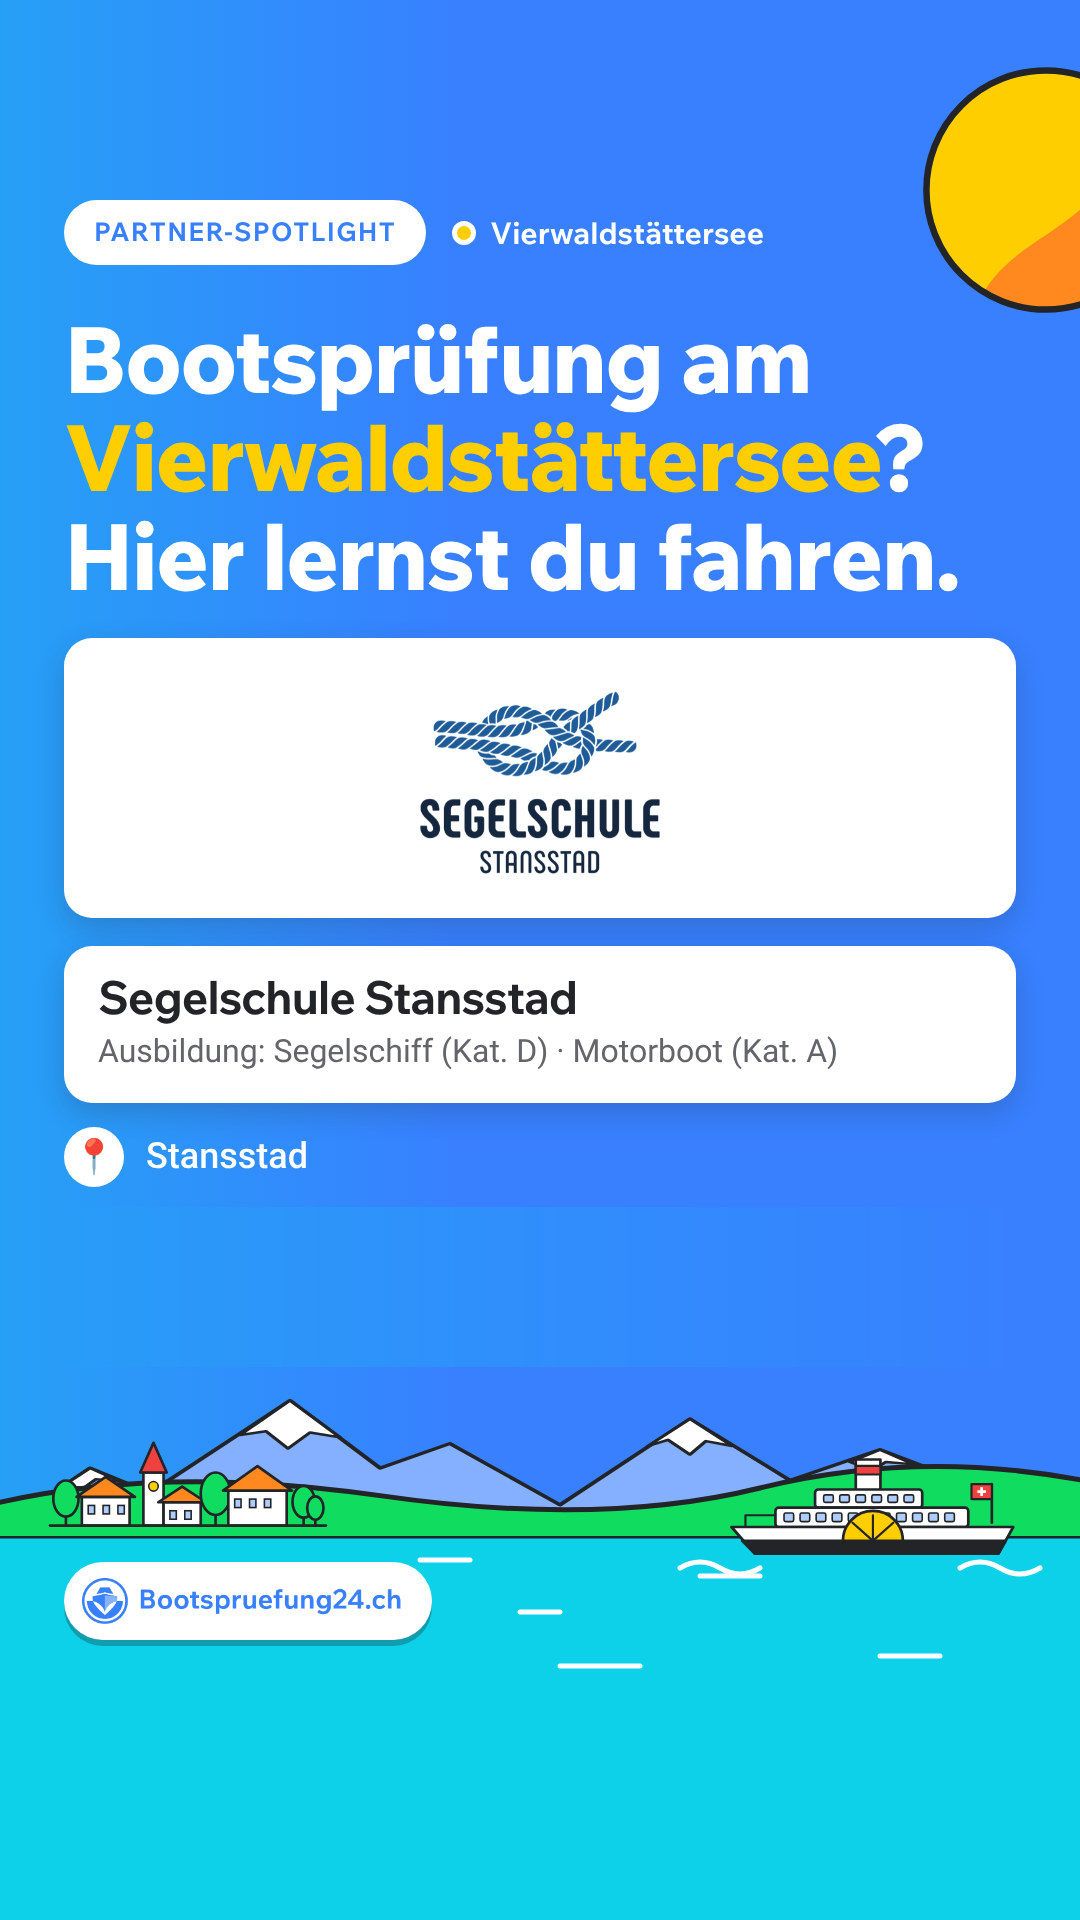 PARTNER-SPOTLIGHT
Vierwaldstättersee
Bootsprüfung am
Vierwaldstättersee?
Hier lernst du fahren.
SEGELSCHULE
STANSSTAD
Segelschule Stansstad
Ausbildung: Segelschiff (Kat. D) · Motorboot (Kat. A)
Stansstad
Bootspruefung24.ch